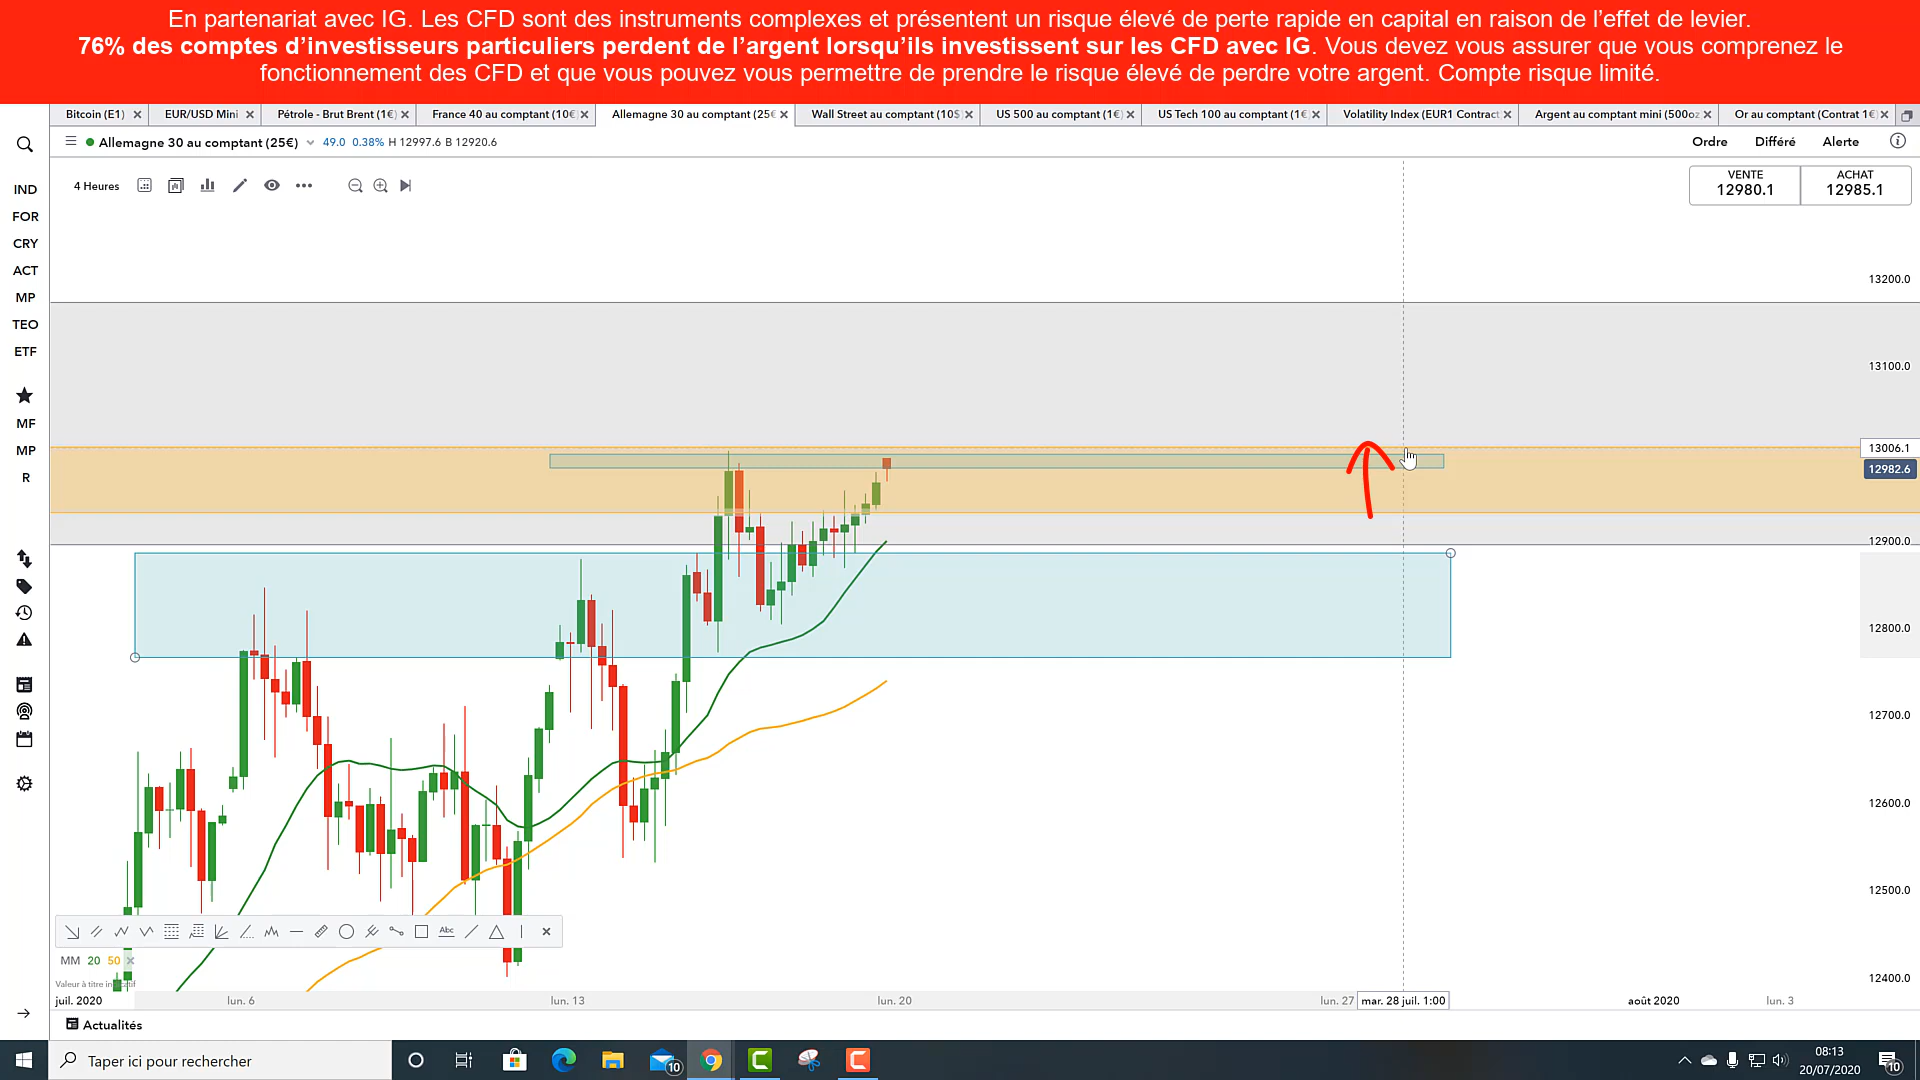 En partenariat avec IG. Les CFD sont des instruments complexes et présentent un risque élevé de perte rapide en capital en raison de l'effet de levier.
76% des comptes d'investisseurs particuliers perdent de l'argent lorsqu'ils investissent sur les CFD avec IG. Vous devez vous assurer que vous comprenez le
fonctionnement des CFD et que vous pouvez vous permettre de prendre le risque élevé de perdre votre argent. Compte risque limité.
Bitcoin (E1) EUR/USD Mini Pétrole - Brut Brent (1€) France 40 au comptant (10€ Allemagne 30 au comptant (25€ Wall Street au comptant (10$ US 500 au comptant (1€ US Tech 100 au comptant (1€ Volatility Index (EUR1 Contract Argent au comptant mini (500oz Or au comptant (Contrat 1€
Allemagne 30 au comptant (25€) 49.0 0.38% H 12997.6 B 12920.6
Ordre Différé Alerte
4 Heures
VENTE ACHAT
12980.1 12985.1
IND
FOR
CRY
ACT
MP
TEO
ETF
MF
MP
R
13200.0
13100.0
13006.1
12982.6
12900.0
12800.0
12700.0
12600.0
12500.0
12400.0
Abc
MM 20 50
Valeur à titre indicatif
juil. 2020 lun. 6 lun. 13 lun. 20 lun. 27 mar. 28 juil. 1:00 août 2020 lun. 3
Actualités
Taper ici pour rechercher
10
08:13
20/07/2020
10